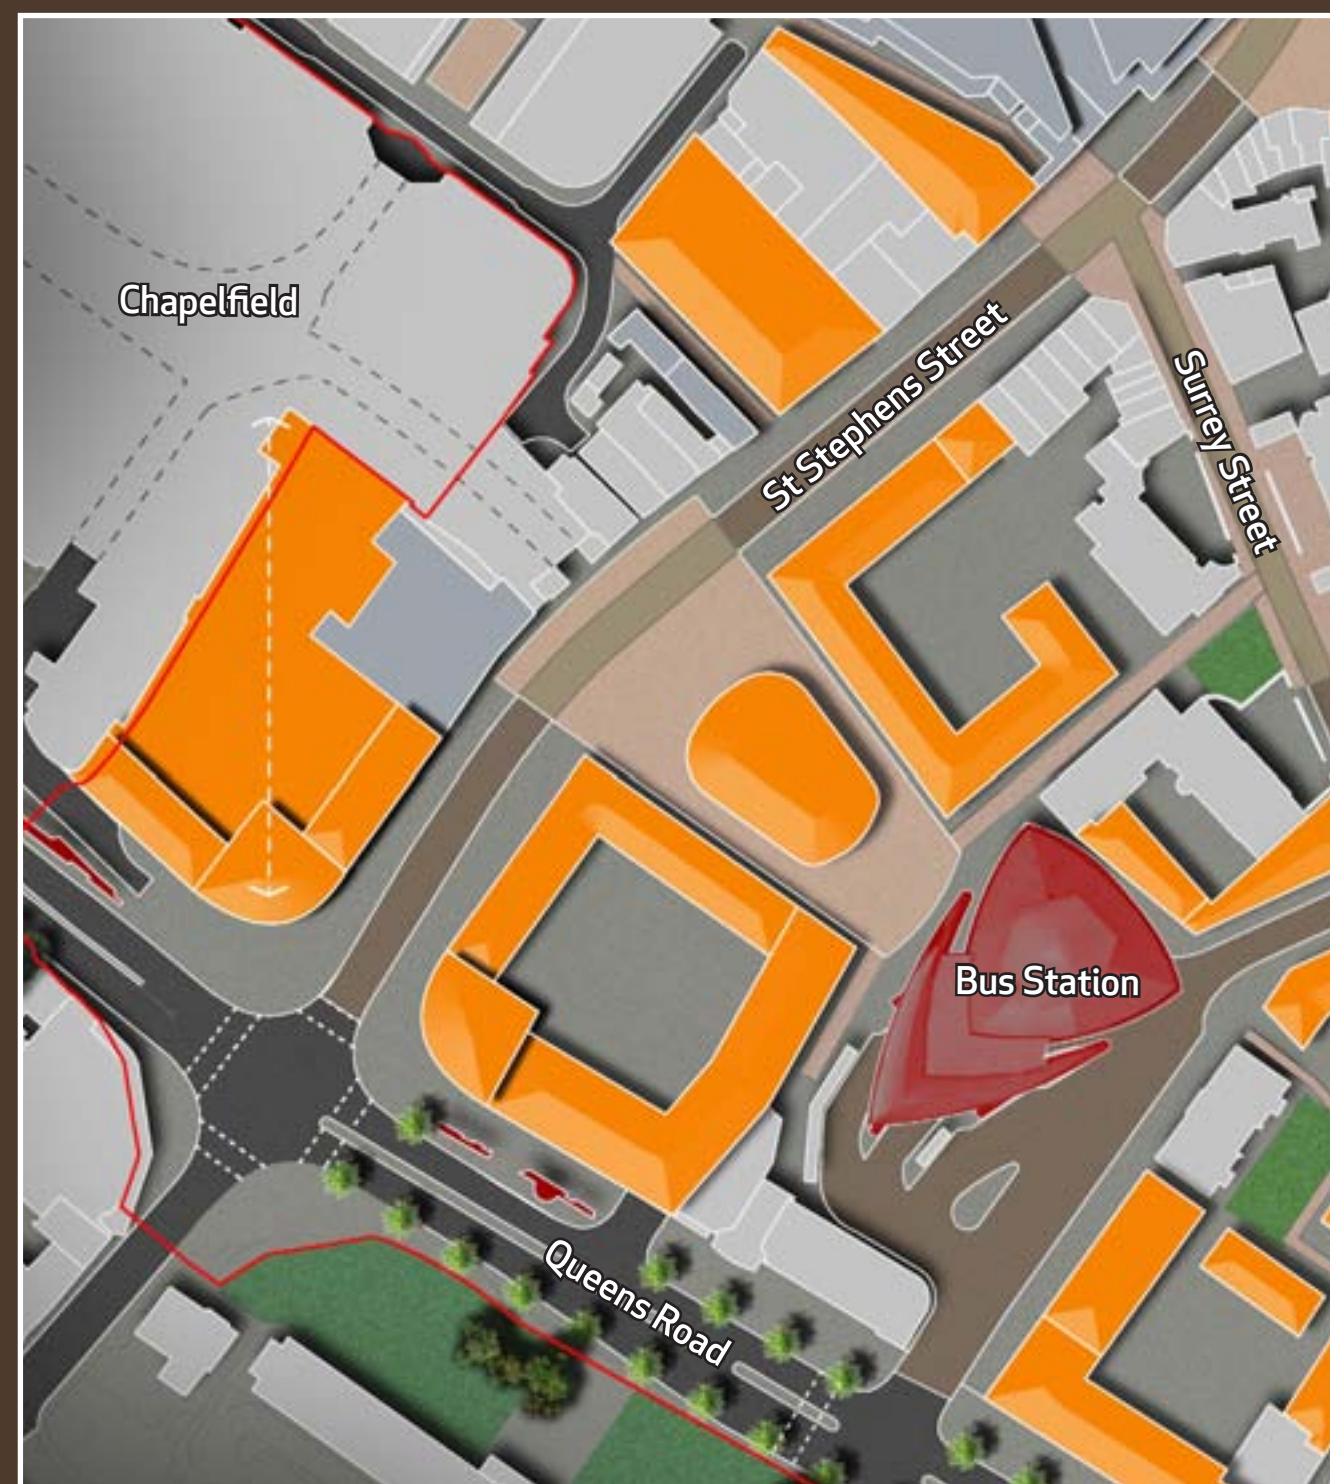 Chapelfield
St Stephens Street
Surrey Street
Bus Station
Queens Road